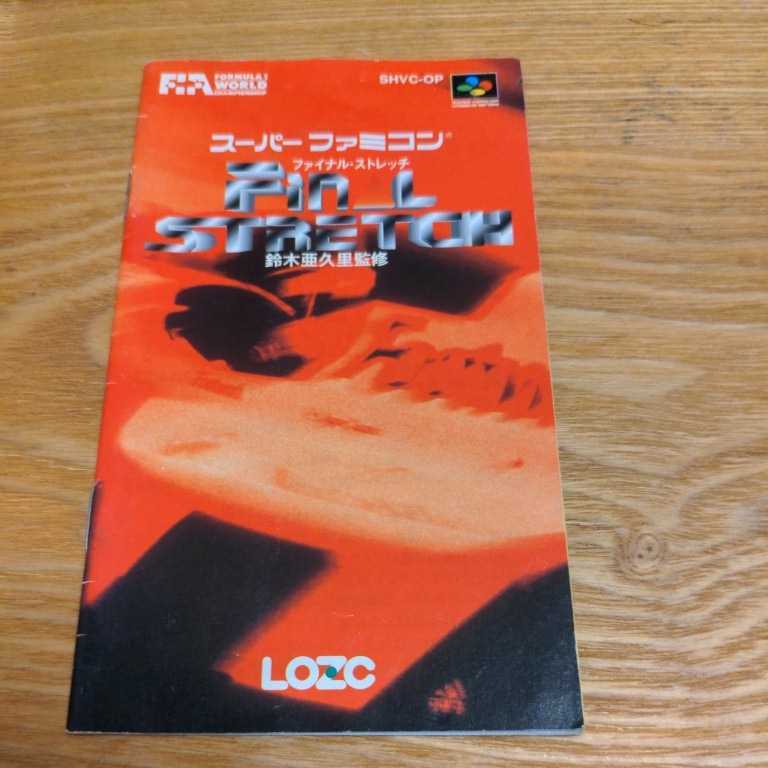 FIA FORMULA 1
WORLD
CHAMPIONSHIP
SHVC-OP
スーパーファミコン®
ファイナル・ストレッチ
Final
STRETCH
鈴木亜久里監修
LOZC